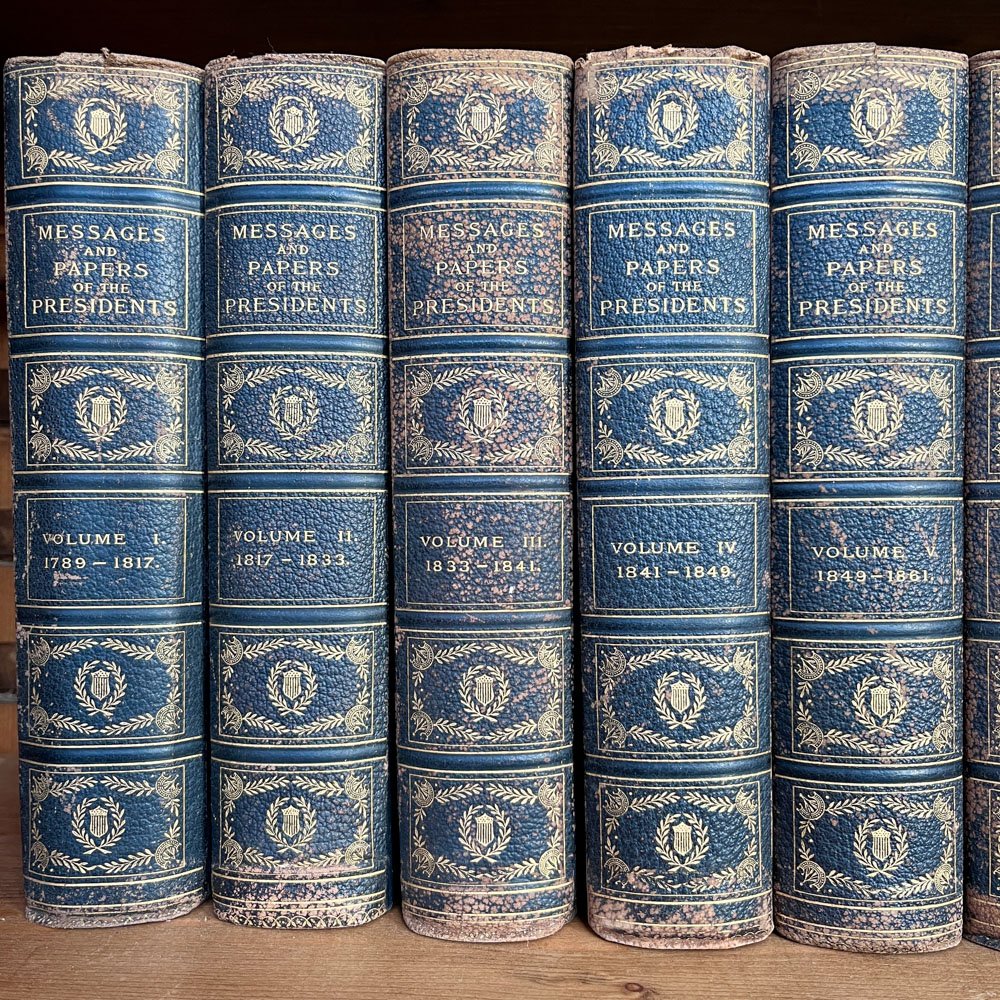 MESSAGES
AND
PAPERS
OF THE
PRESIDENTS
VOLUME I.
1789-1817.
MESSAGES
AND
PAPERS
OF THE
PRESIDENTS
VOLUME II.
1817-1833.
MESSAGES
AND
PAPERS
OF THE
PRESIDENTS
VOLUME III.
1833-1841.
MESSAGES
AND
PAPERS
OF THE
PRESIDENTS
VOLUME IV.
1841-1849.
MESSAGES
AND
PAPERS
OF THE
PRESIDENTS
VOLUME V.
1849-1861.